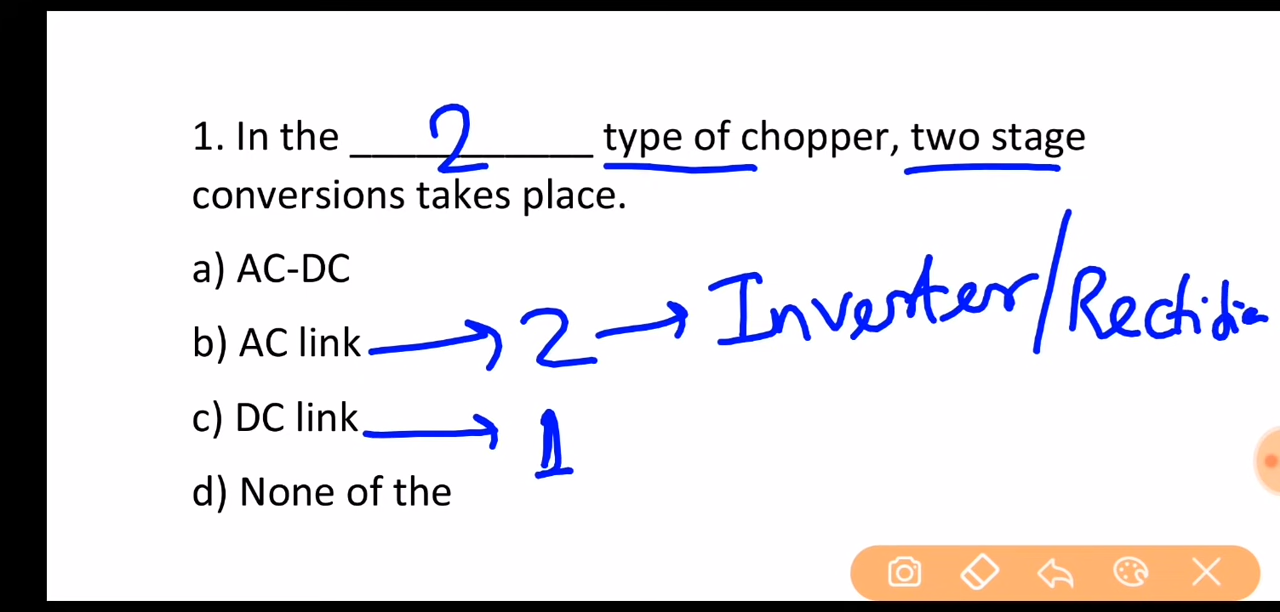 1. In the 2 type of chopper, two stage
conversions takes place.
a) AC-DC
b) AC link → 2 → Inverter/
c) DC link → 1
d) None of the